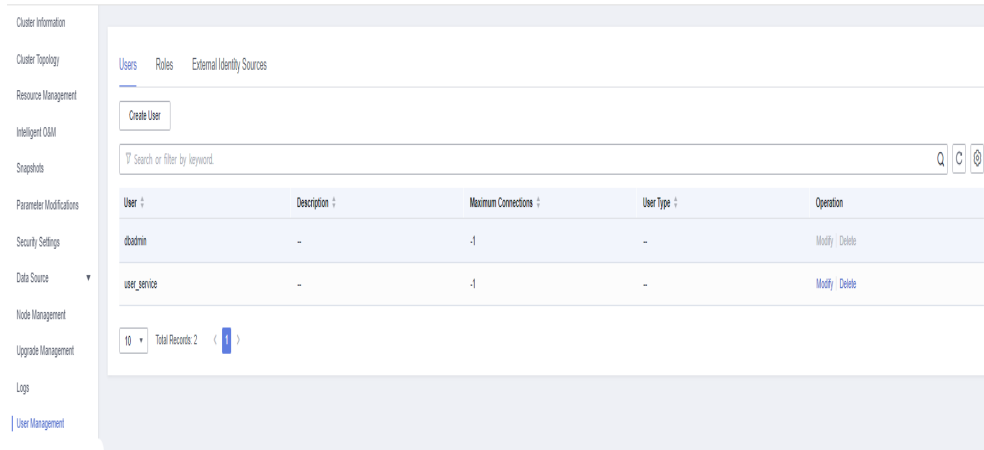 Cluster Information
Cluster Topology
Resource Management
Intelligent O&M
Snapshots
Parameter Modifications
Security Settings
Data Source
Node Management
Upgrade Management
Logs
User Management
Users Roles External Identity Sources
Create User
Search or filter by keyword.
User Description Maximum Connections User Type Operation
dbadmin -- -1 -- Modify | Delete
user_service -- -1 -- Modify | Delete
10 Total Records: 2 < 1 >